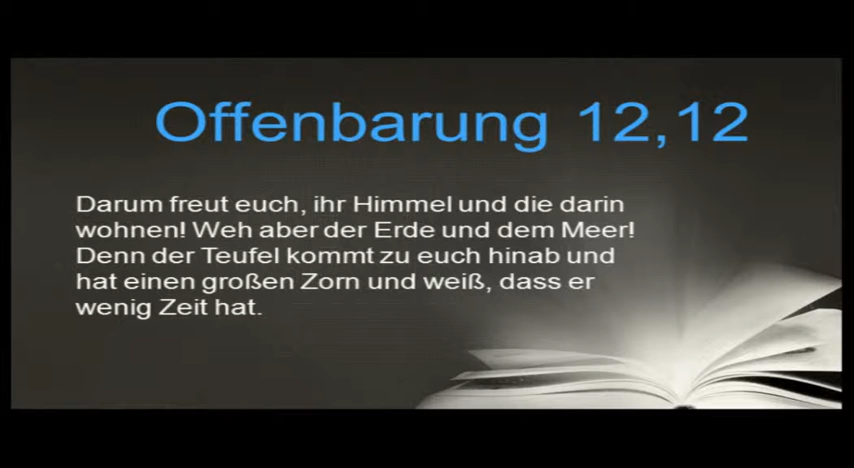 Offenbarung 12,12
Darum freut euch, ihr Himmel und die darin
wohnen! Weh aber der Erde und dem Meer!
Denn der Teufel kommt zu euch hinab und
hat einen großen Zorn und weiß, dass er
wenig Zeit hat.